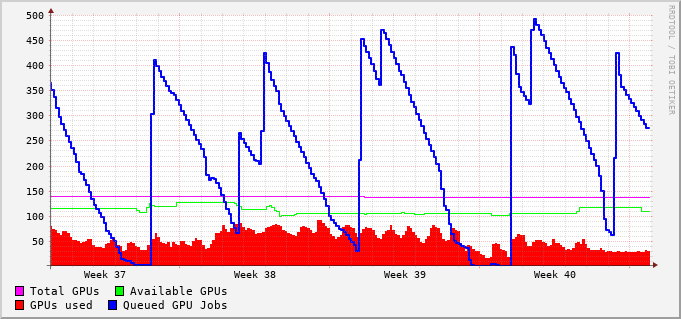 500
450
400
350
300
250
200
150
100
50
Week 37 Week 38 Week 39 Week 40
Total GPUs Available GPUs
GPUs used Queued GPU Jobs
RRDTOOL / TOBI OETIKER